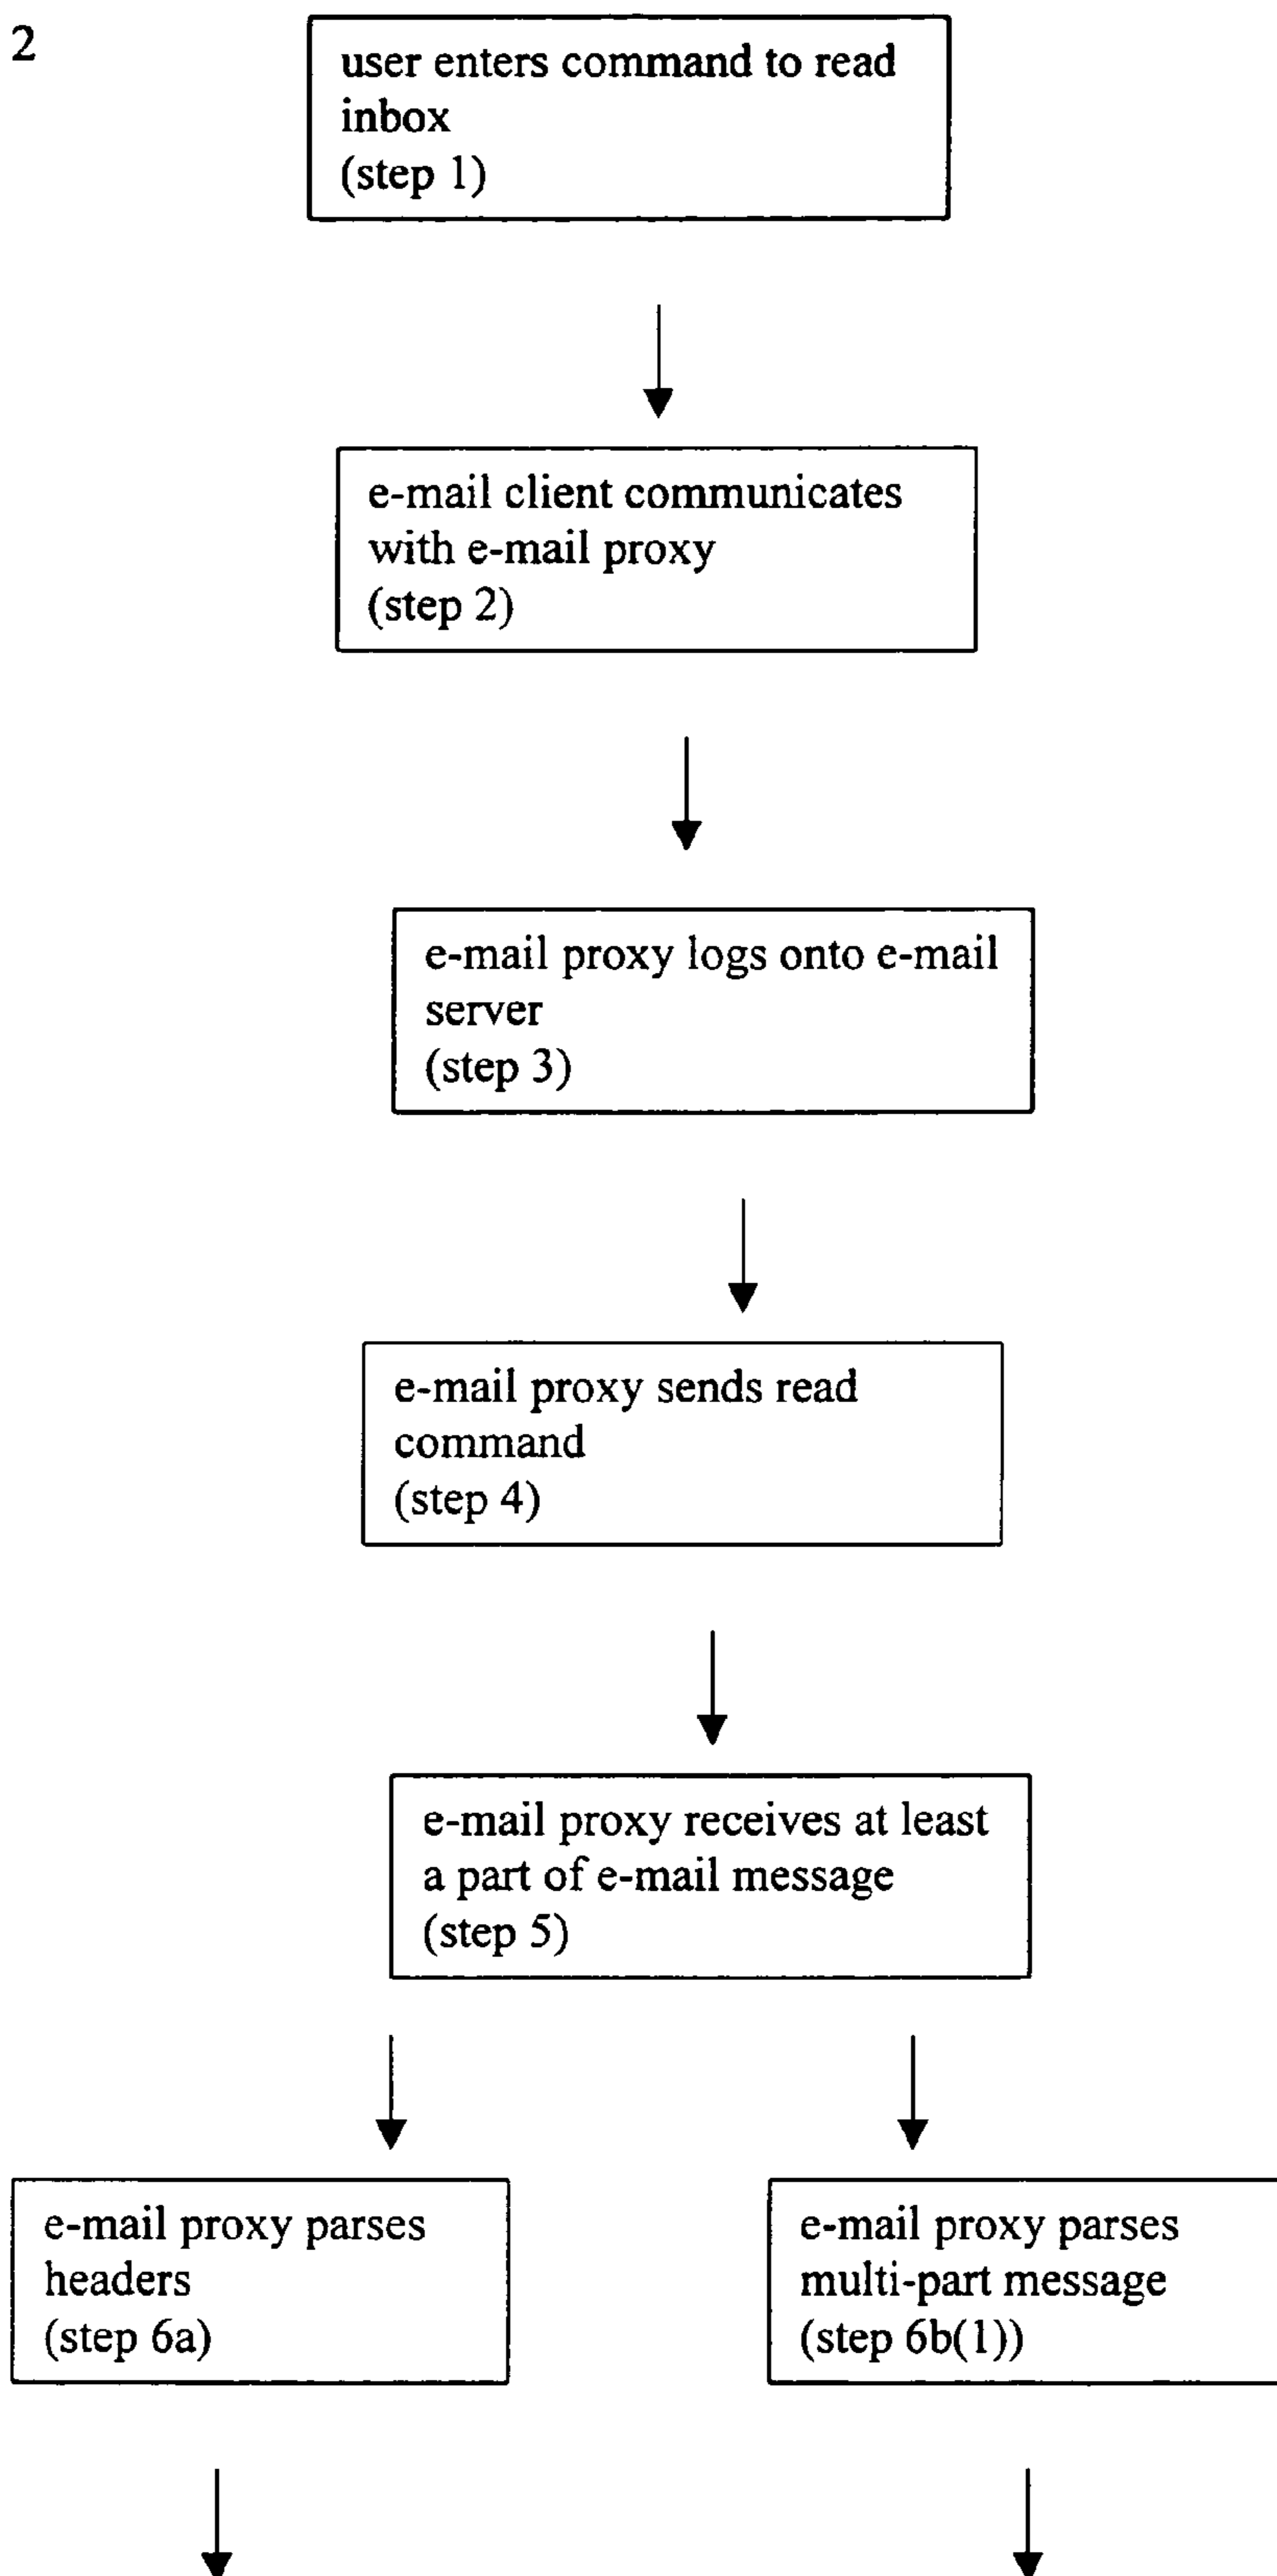 2
user enters command to read
inbox
(step 1)
e-mail client communicates
with e-mail proxy
(step 2)
e-mail proxy logs onto e-mail
server
(step 3)
e-mail proxy sends read
command
(step 4)
e-mail proxy receives at least
a part of e-mail message
(step 5)
e-mail proxy parses
headers
(step 6a)
e-mail proxy parses
multi-part message
(step 6b(1))